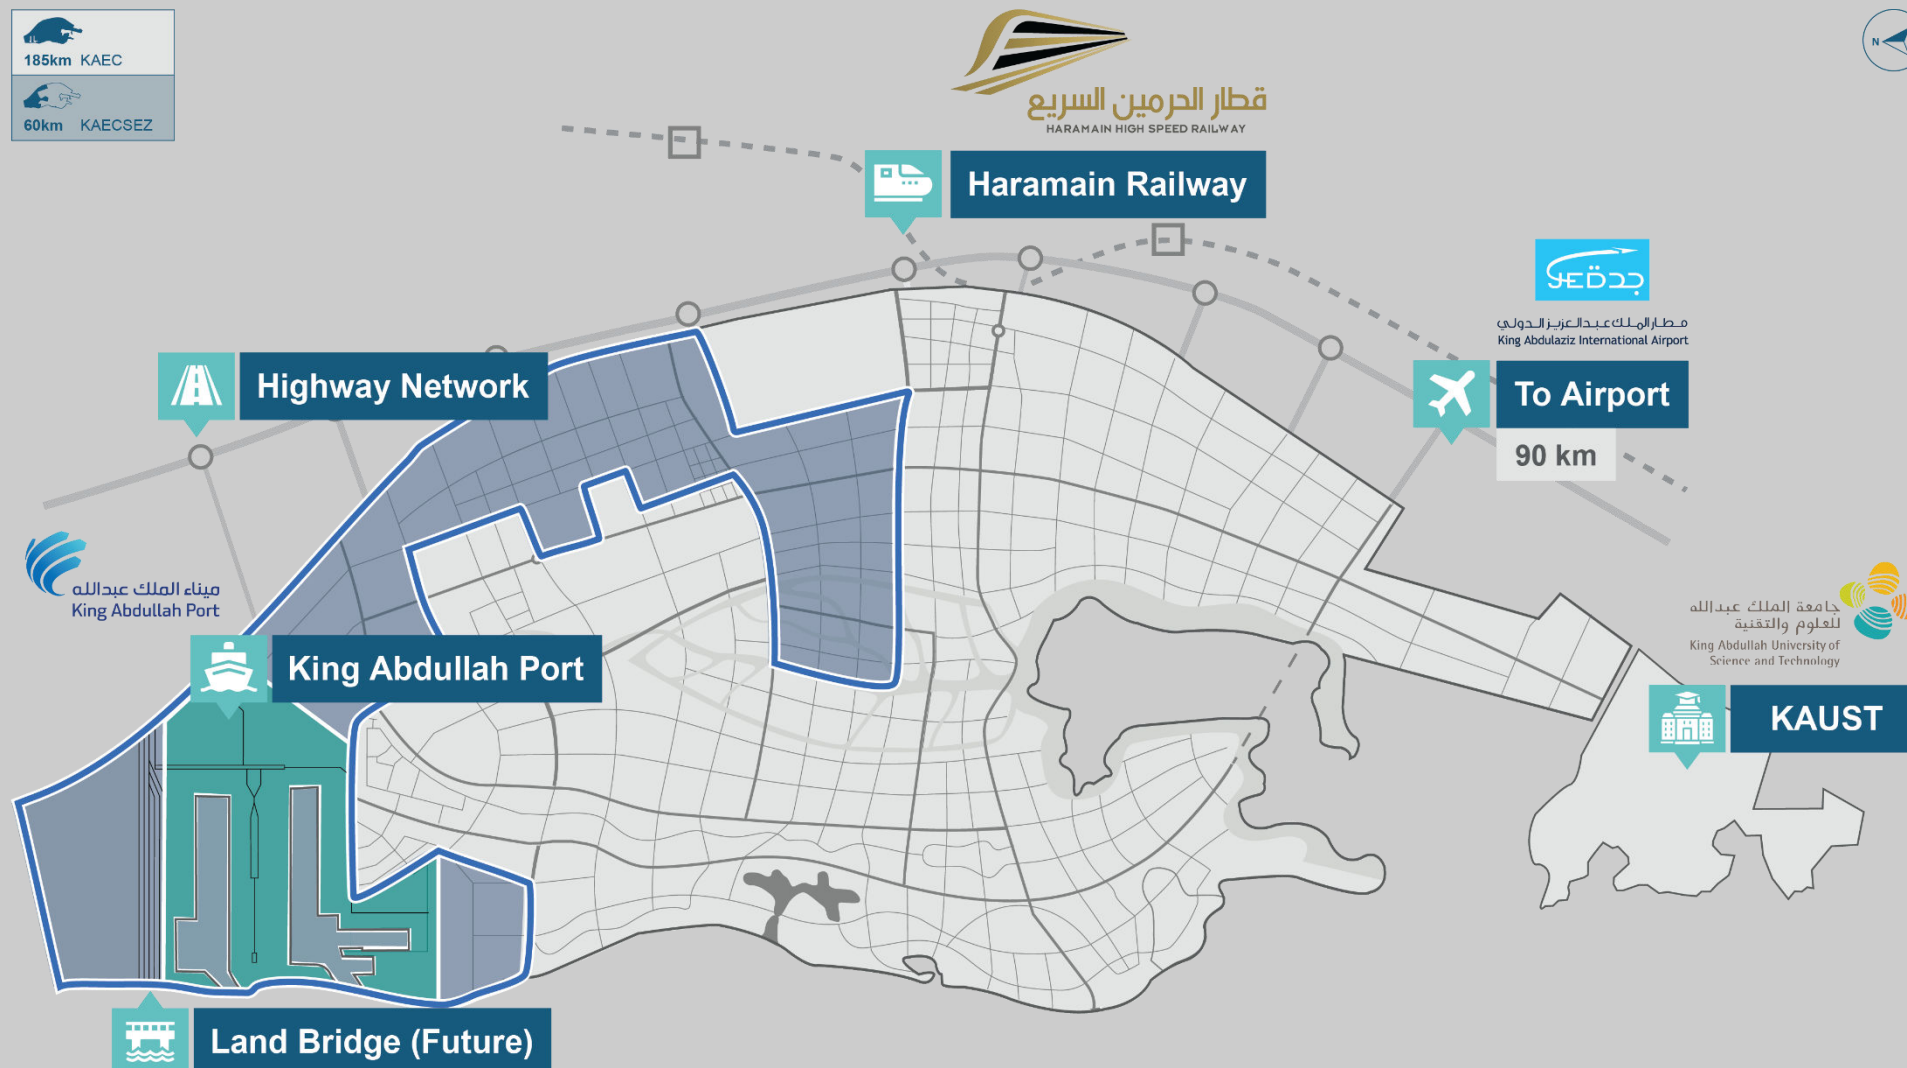 185km KAEC
60km KAECSEZ
قطار الحرمين السريع
HARAMAIN HIGH SPEED RAILWAY
N
Haramain Railway
JED جدة
مطار الملك عبدالعزيز الدولي
King Abdulaziz International Airport
Highway Network
To Airport
90 km
ميناء الملك عبدالله
King Abdullah Port
جامعة الملك عبدالله
للعلوم والتقنية
King Abdullah University of
Science and Technology
King Abdullah Port
KAUST
Land Bridge (Future)